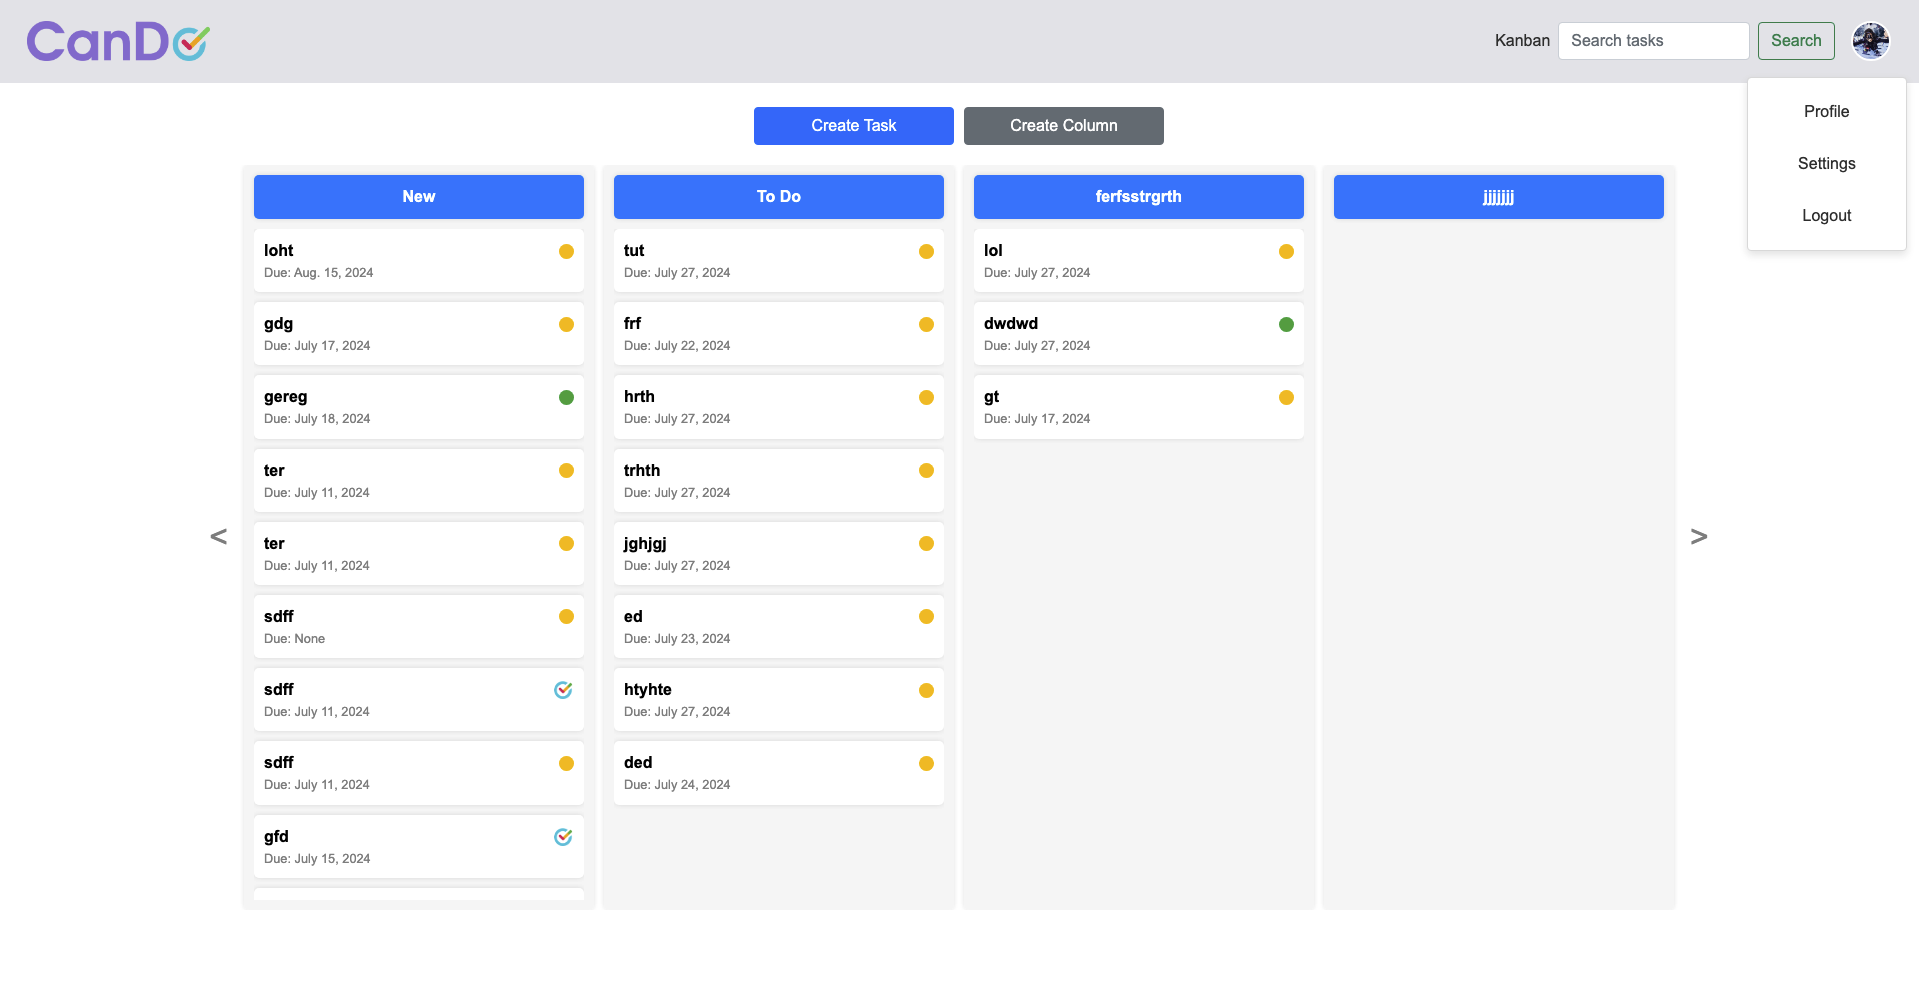 CanDo
Kanban
Search tasks
Search
Profile
Settings
Logout
Create Task
Create Column
New
loht
Due: Aug. 15, 2024
gdg
Due: July 17, 2024
gereg
Due: July 18, 2024
ter
Due: July 11, 2024
ter
Due: July 11, 2024
sdff
Due: None
sdff
Due: July 11, 2024
sdff
Due: July 11, 2024
gfd
Due: July 15, 2024
To Do
tut
Due: July 27, 2024
frf
Due: July 22, 2024
hrth
Due: July 27, 2024
trhth
Due: July 27, 2024
jghjgj
Due: July 27, 2024
ed
Due: July 23, 2024
htyhte
Due: July 27, 2024
ded
Due: July 24, 2024
ferfsstrgrth
lol
Due: July 27, 2024
dwdwd
Due: July 27, 2024
gt
Due: July 17, 2024
jjjjjjj
<
>